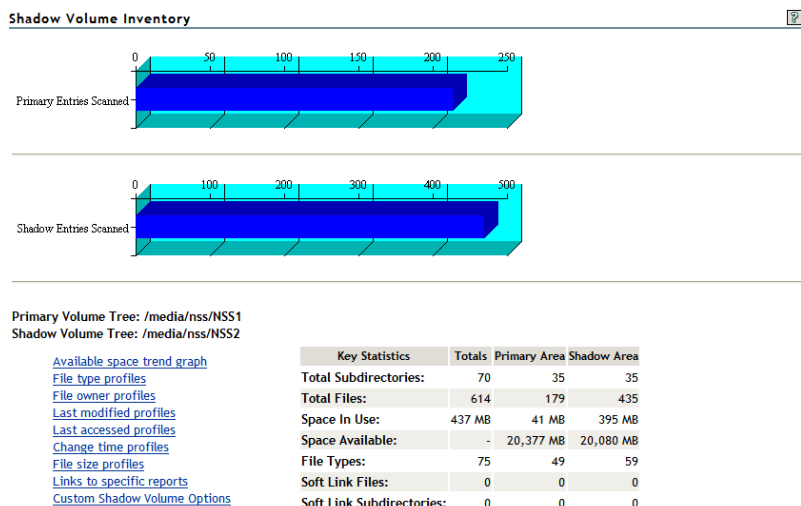 Shadow Volume Inventory
?
0 50 100 150 200 250
Primary Entries Scanned
0 100 200 300 400 500
Shadow Entries Scanned
Primary Volume Tree: /media/nss/NSS1
Shadow Volume Tree: /media/nss/NSS2
Available space trend graph
File type profiles
File owner profiles
Last modified profiles
Last accessed profiles
Change time profiles
File size profiles
Links to specific reports
Custom Shadow Volume Options
Key Statistics Totals Primary Area Shadow Area
Total Subdirectories: 70 35 35
Total Files: 614 179 435
Space In Use: 437 MB 41 MB 395 MB
Space Available: - 20,377 MB 20,080 MB
File Types: 75 49 59
Soft Link Files: 0 0 0
Soft Link Subdirectories: 0 0 0